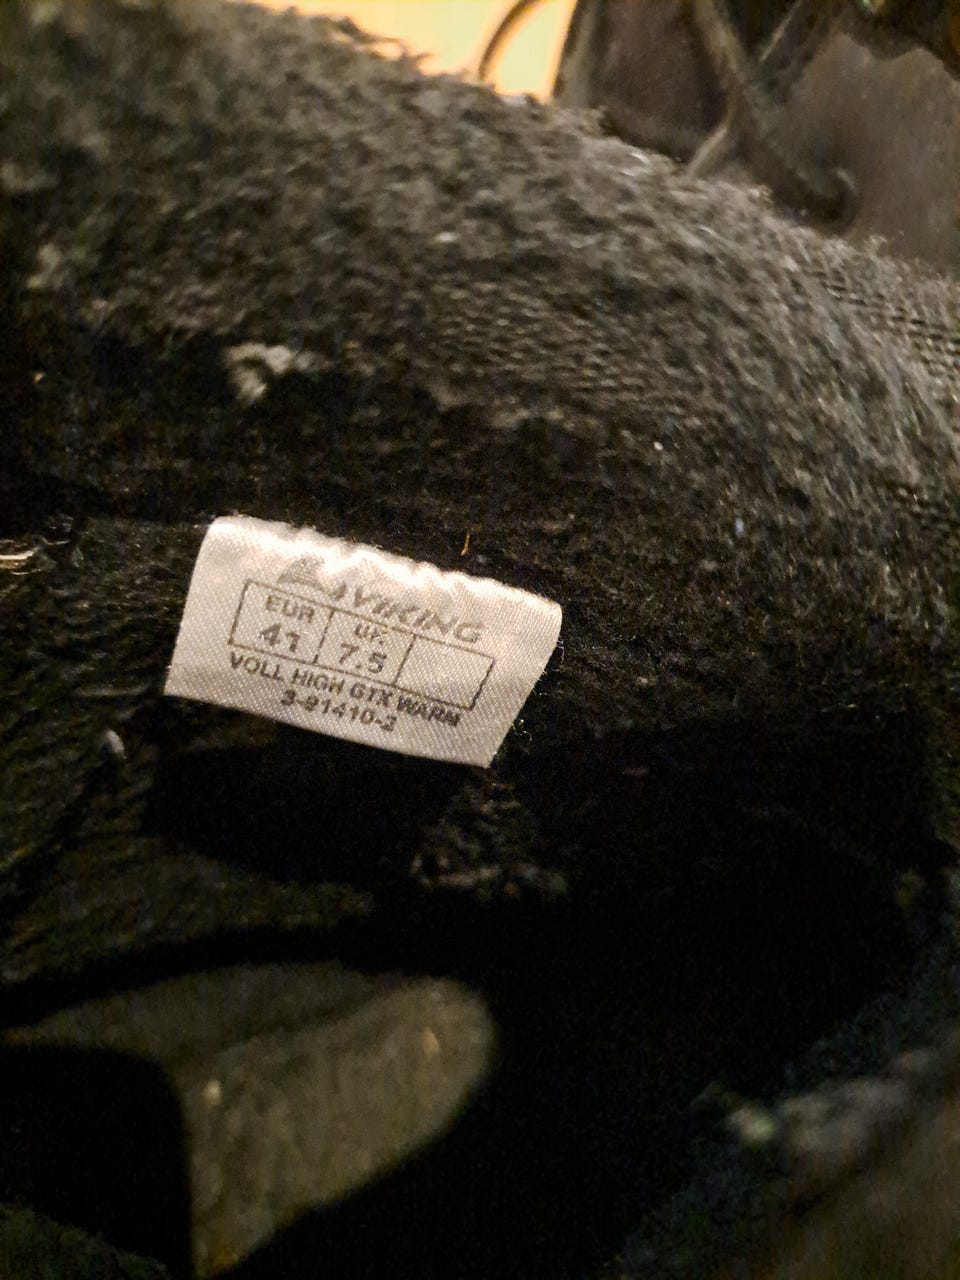 VIKING
EUR UK
41 7.5
VOLL HIGH GTX WARM
3-91410-2